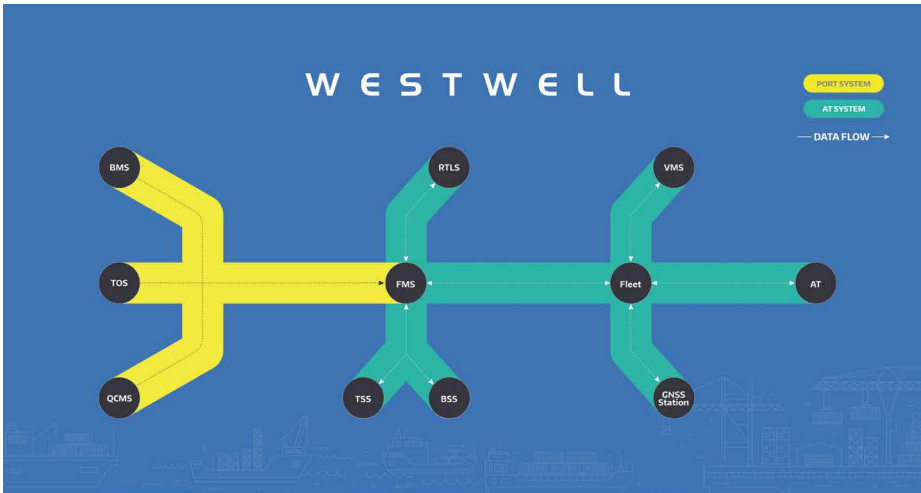 WESTWELL
PORT SYSTEM
AT SYSTEM
DATA FLOW
BMS
RTLS
VMS
TOS
FMS
Fleet
AT
QCMS
TSS
BSS
GNSS
Station